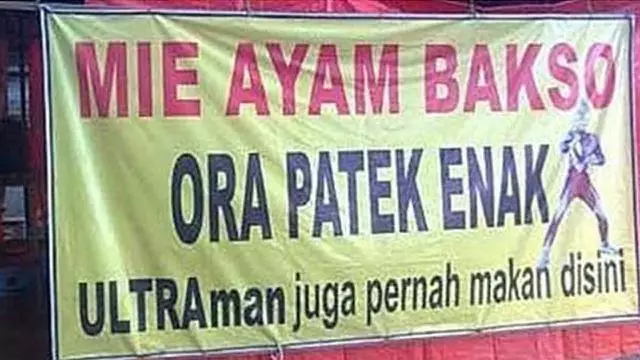 MIE AYAM BAKSO
ORA PATEK ENAK
ULTRAman juga pernah makan disini